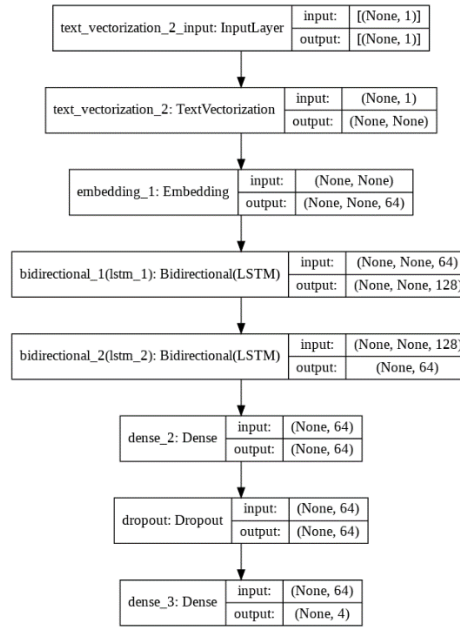 text_vectorization_2_input: InputLayer
input: [(None, 1)]
output: [(None, 1)]
text_vectorization_2: TextVectorization
input: (None, 1)
output: (None, None)
embedding_1: Embedding
input: (None, None)
output: (None, None, 64)
bidirectional_1(lstm_1): Bidirectional(LSTM)
input: (None, None, 64)
output: (None, None, 128)
bidirectional_2(lstm_2): Bidirectional(LSTM)
input: (None, None, 128)
output: (None, 64)
dense_2: Dense
input: (None, 64)
output: (None, 64)
dropout: Dropout
input: (None, 64)
output: (None, 64)
dense_3: Dense
input: (None, 64)
output: (None, 4)